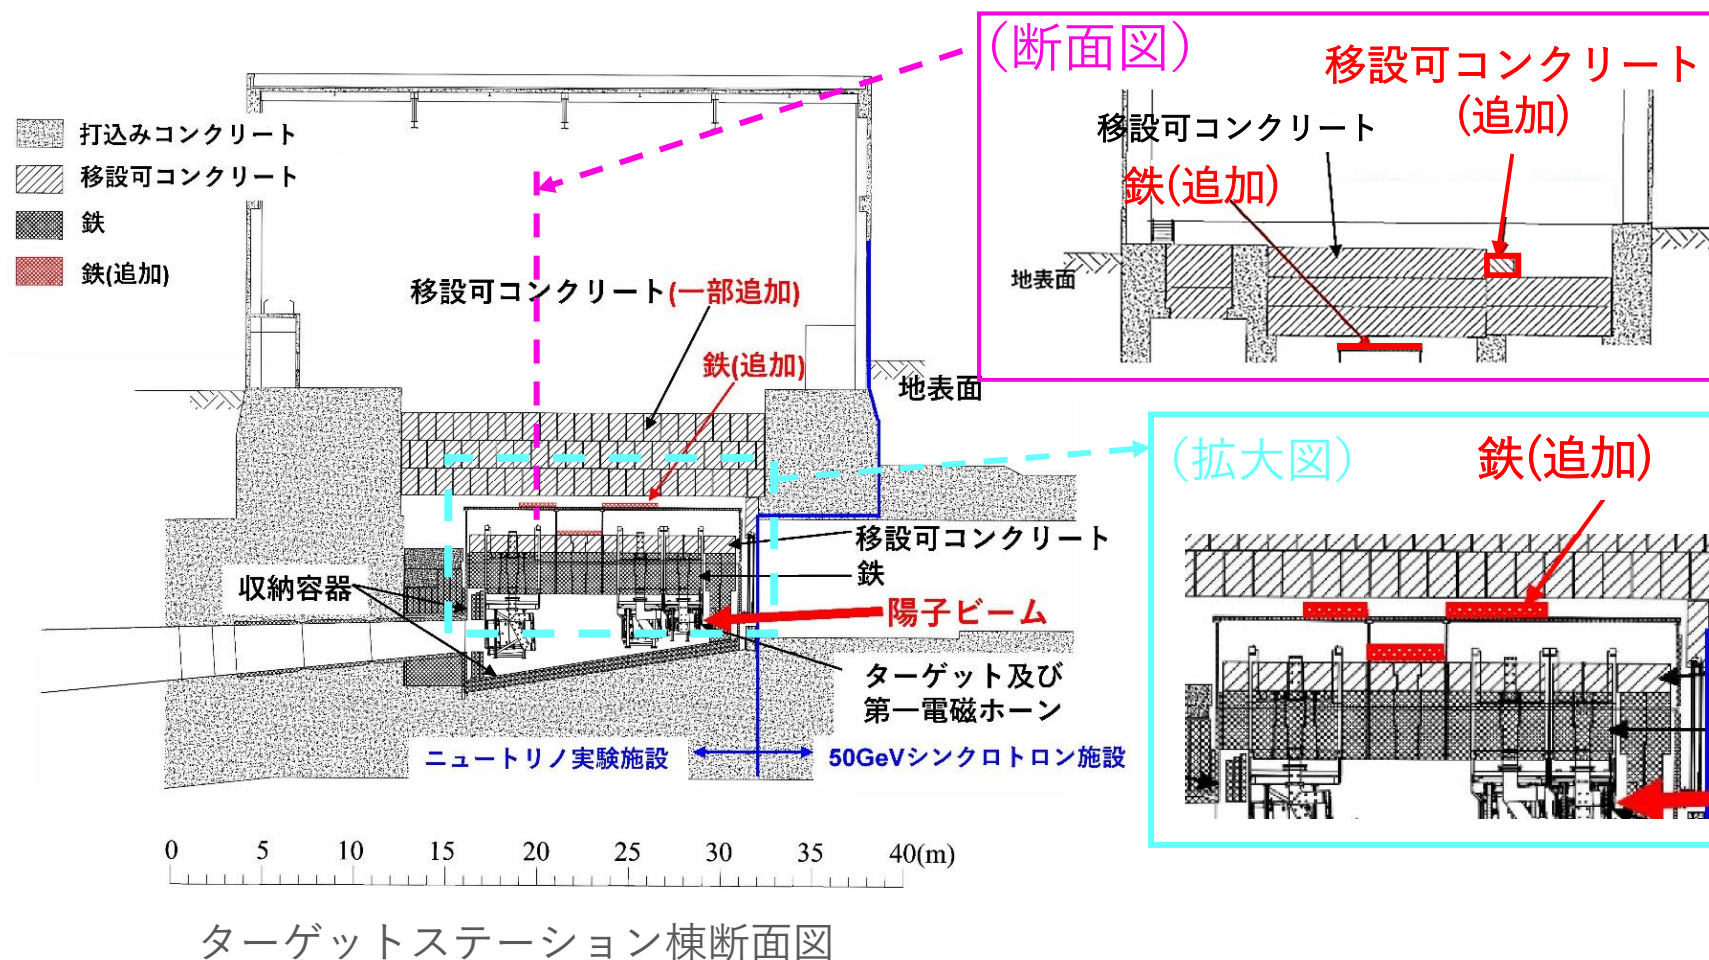 打込みコンクリート
移設可コンクリート
鉄
鉄(追加)
移設可コンクリート(一部追加)
鉄(追加)
地表面
移設可コンクリート
鉄
収納容器
陽子ビーム
ターゲット及び
第一電磁ホーン
ニュートリノ実験施設
50GeVシンクロトロン施設
0 5 10 15 20 25 30 35 40(m)
ターゲットステーション棟断面図
(断面図)
移設可コンクリート
(追加)
移設可コンクリート
鉄(追加)
地表面
(拡大図)
鉄(追加)